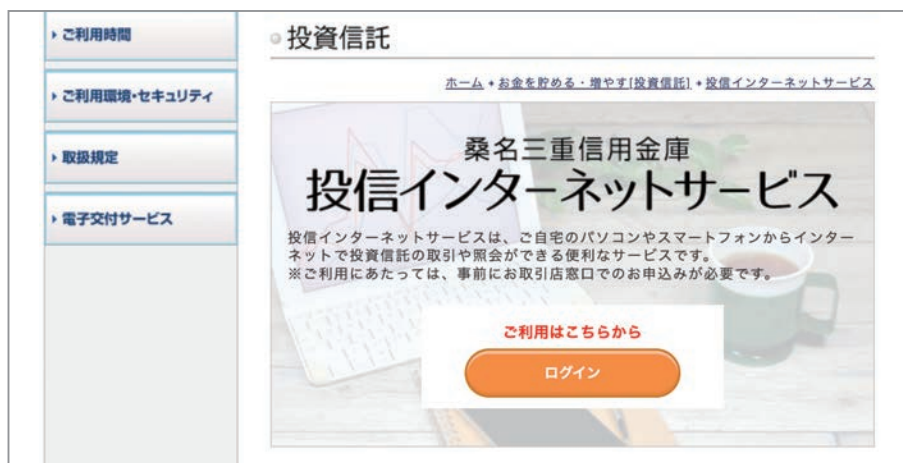 ご利用時間
ご利用環境・セキュリティ
取扱規定
電子交付サービス
投資信託
ホーム・お金を貯める・増やす[投資信託]・投信インターネットサービス
桑名三重信用金庫
投信インターネットサービス
投信インターネットサービスは、ご自宅のパソコンやスマートフォンからインター
ネットで投資信託の取引や照会ができる便利なサービスです。
※ご利用にあたっては、事前にお取引店窓口でのお申込みが必要です。
ご利用はこちらから
ログイン